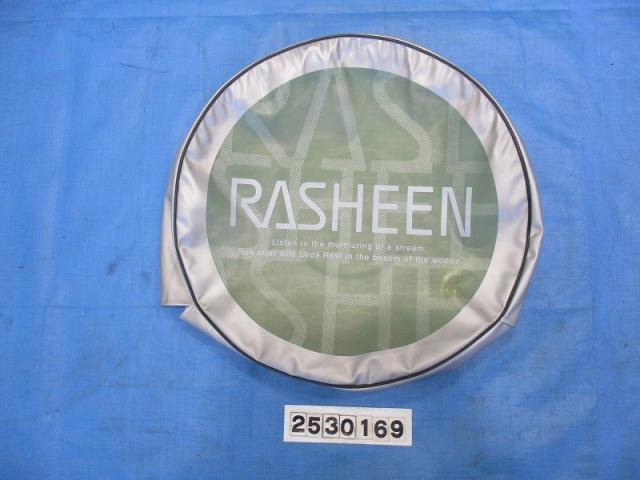 RASHEEN
Listen to the murmuring of a stream.
Run after wild birds.Rest in the bosom of the woods.
2530169